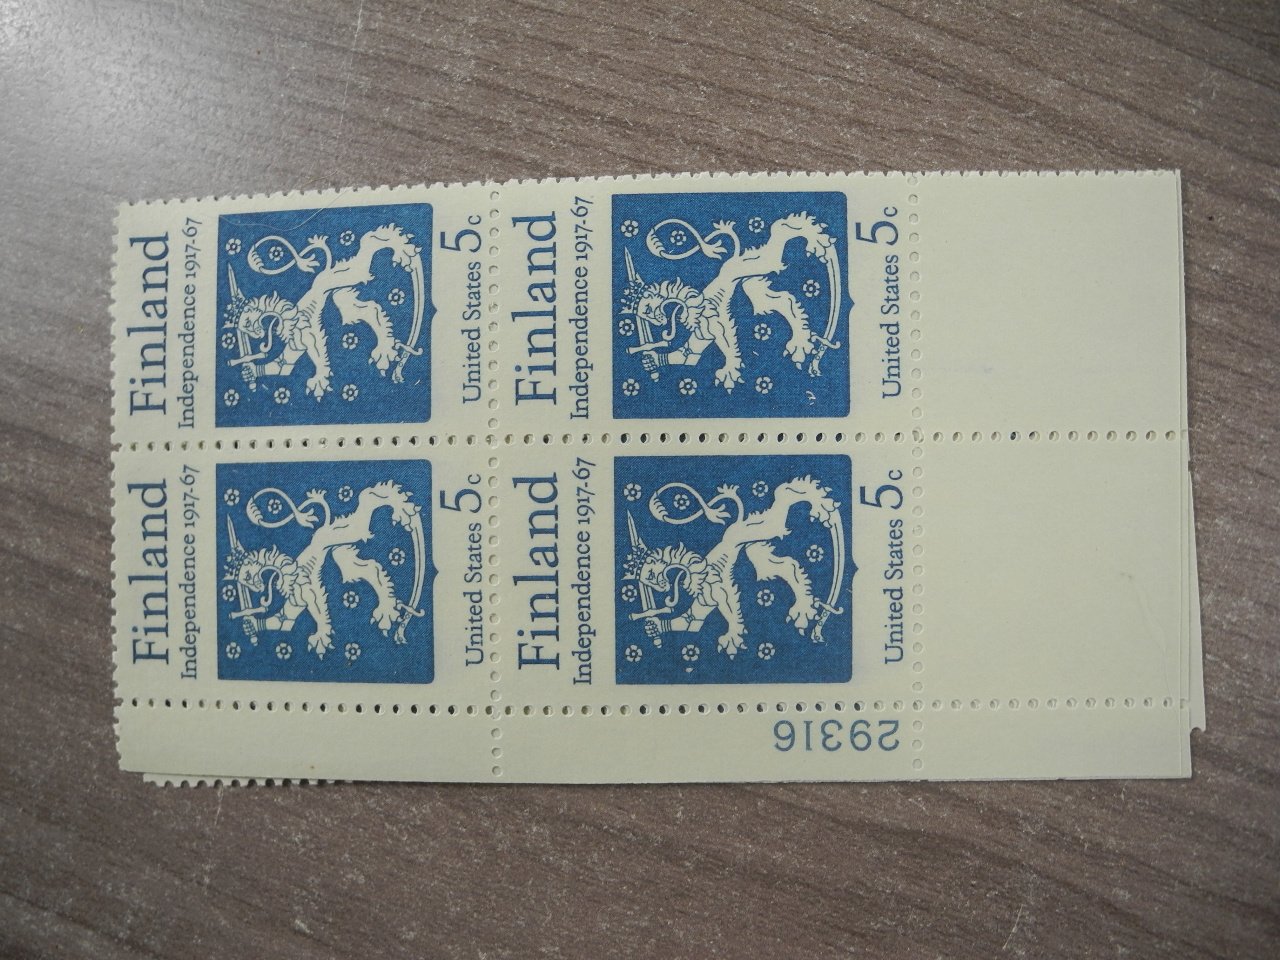 Finland
Independence 1917-67
United States 5c
Finland
Independence 1917-67
United States 5c
Finland
Independence 1917-67
United States 5c
Finland
Independence 1917-67
United States 5c
29316